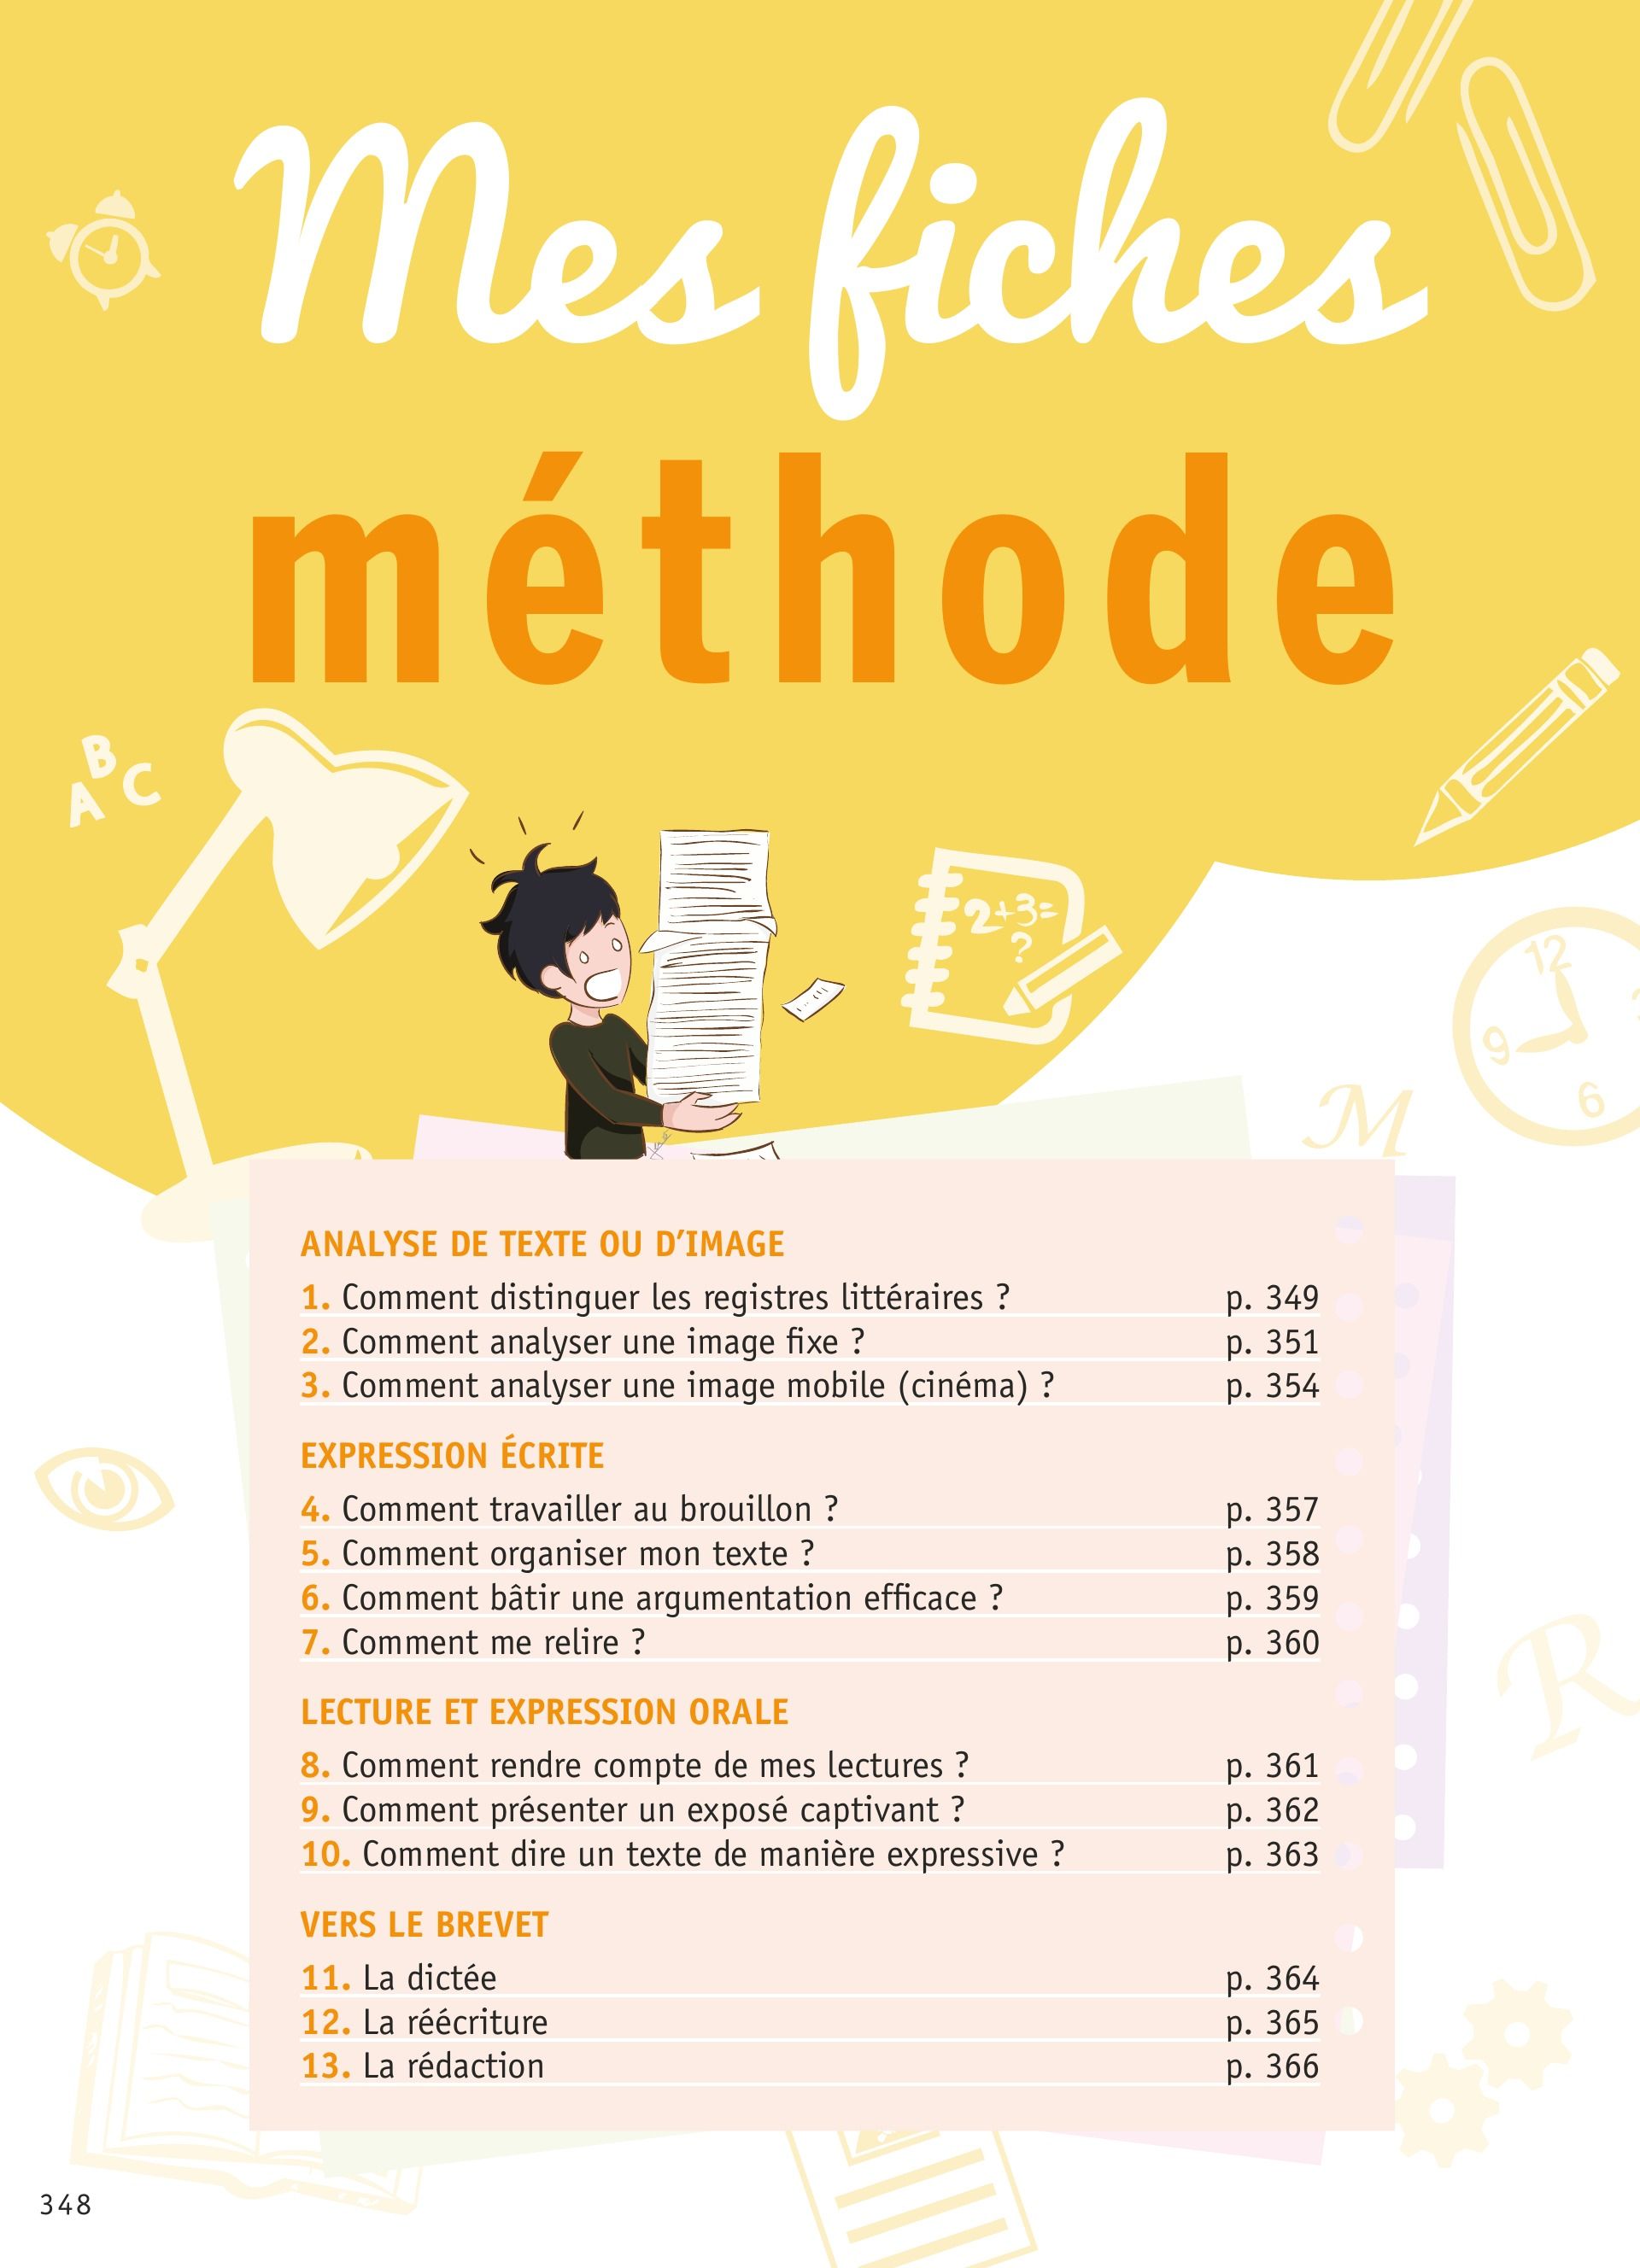 Mes fiches
méthode
A B C
2+3=
?
12
9
6
M
ANALYSE DE TEXTE OU D'IMAGE
1. Comment distinguer les registres littéraires ? p. 349
2. Comment analyser une image fixe ? p. 351
3. Comment analyser une image mobile (cinéma) ? p. 354
EXPRESSION ÉCRITE
4. Comment travailler au brouillon ? p. 357
5. Comment organiser mon texte ? p. 358
6. Comment bâtir une argumentation efficace ? p. 359
7. Comment me relire ? p. 360
R
LECTURE ET EXPRESSION ORALE
8. Comment rendre compte de mes lectures ? p. 361
9. Comment présenter un exposé captivant ? p. 362
10. Comment dire un texte de manière expressive ? p. 363
VERS LE BREVET
11. La dictée p. 364
12. La réécriture p. 365
13. La rédaction p. 366
348